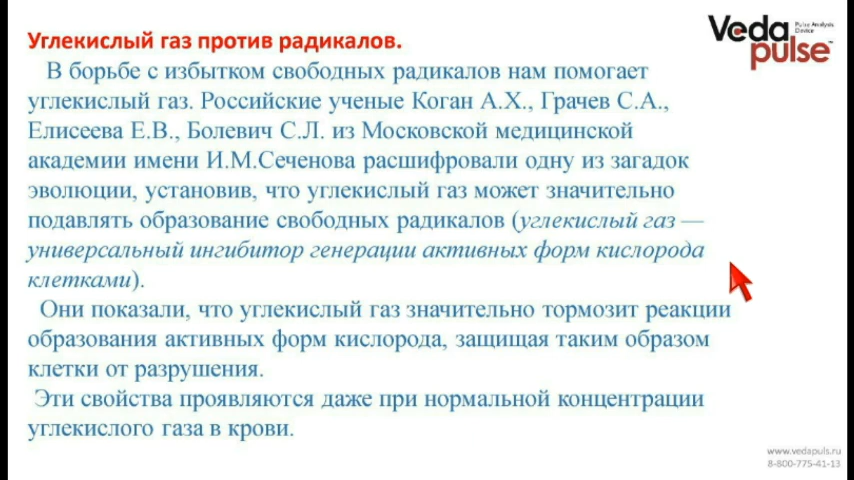 Углекислый газ против радикалов.
Veda Pulse Analysis
Device
pulse™
В борьбе с избытком свободных радикалов нам помогает
углекислый газ. Российские ученые Коган А.Х., Грачев С.А.,
Елисеева Е.В., Болевич С.Л. из Московской медицинской
академии имени И.М.Сеченова расшифровали одну из загадок
эволюции, установив, что углекислый газ может значительно
подавлять образование свободных радикалов (углекислый газ —
универсальный ингибитор генерации активных форм кислорода
клетками).
Они показали, что углекислый газ значительно тормозит реакции
образования активных форм кислорода, защищая таким образом
клетки от разрушения.
Эти свойства проявляются даже при нормальной концентрации
углекислого газа в крови.
www.vedapuls.ru
8-800-775-41-13